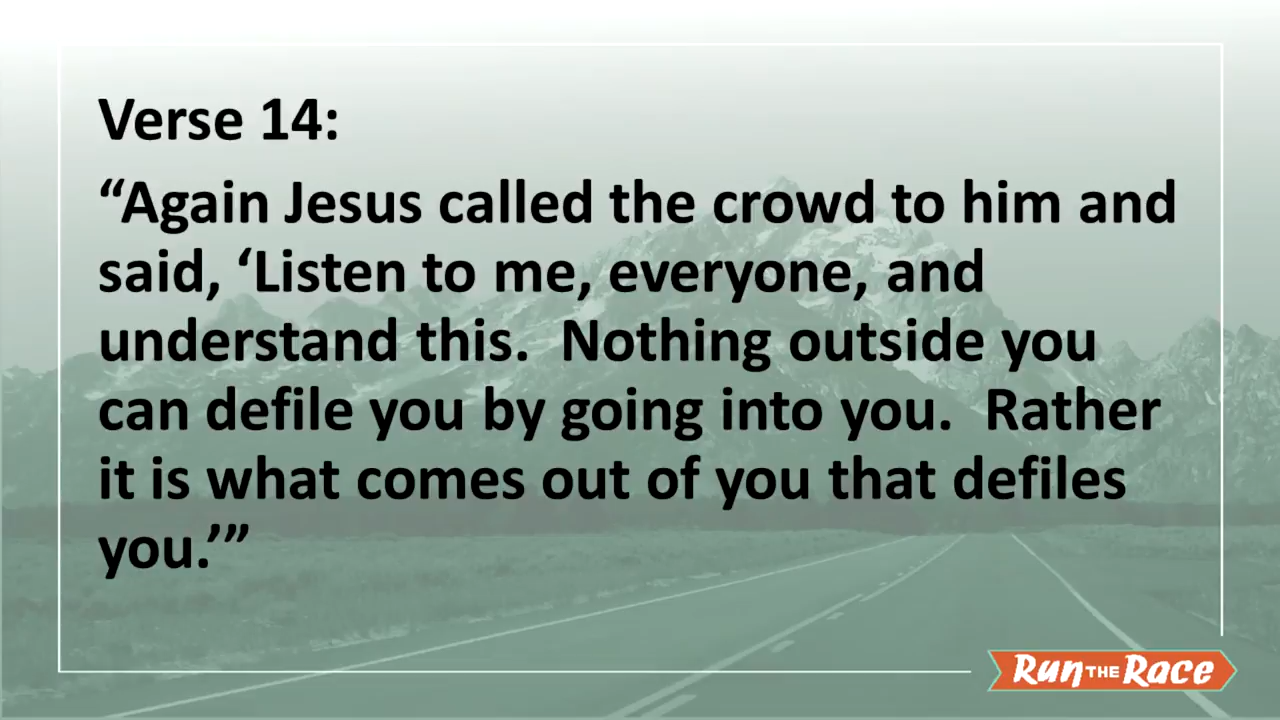 Verse 14:
“Again Jesus called the crowd to him and
said, ‘Listen to me, everyone, and
understand this.  Nothing outside you
can defile you by going into you.  Rather
it is what comes out of you that defiles
you.’”
Run THE Race